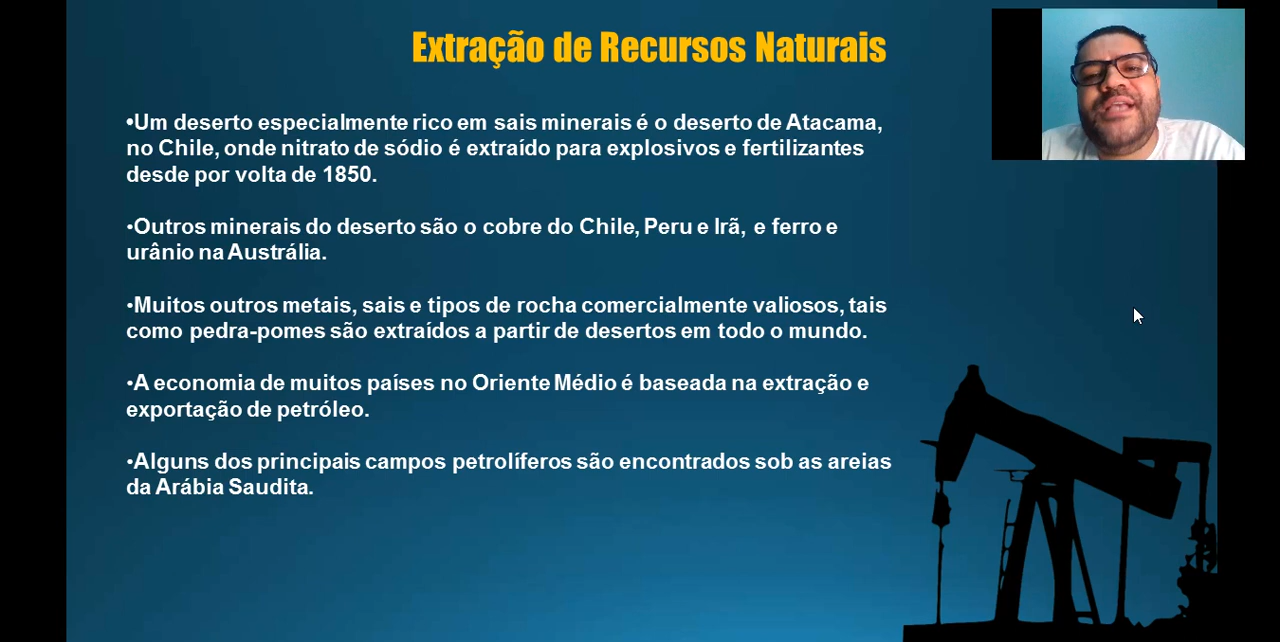 Extração de Recursos Naturais
•Um deserto especialmente rico em sais minerais é o deserto de Atacama,
no Chile, onde nitrato de sódio é extraído para explosivos e fertilizantes
desde por volta de 1850.
•Outros minerais do deserto são o cobre do Chile, Peru e Irã, e ferro e
urânio na Austrália.
•Muitos outros metais, sais e tipos de rocha comercialmente valiosos, tais
como pedra-pomes são extraídos a partir de desertos em todo o mundo.
•A economia de muitos países no Oriente Médio é baseada na extração e
exportação de petróleo.
•Alguns dos principais campos petrolíferos são encontrados sob as areias
da Arábia Saudita.